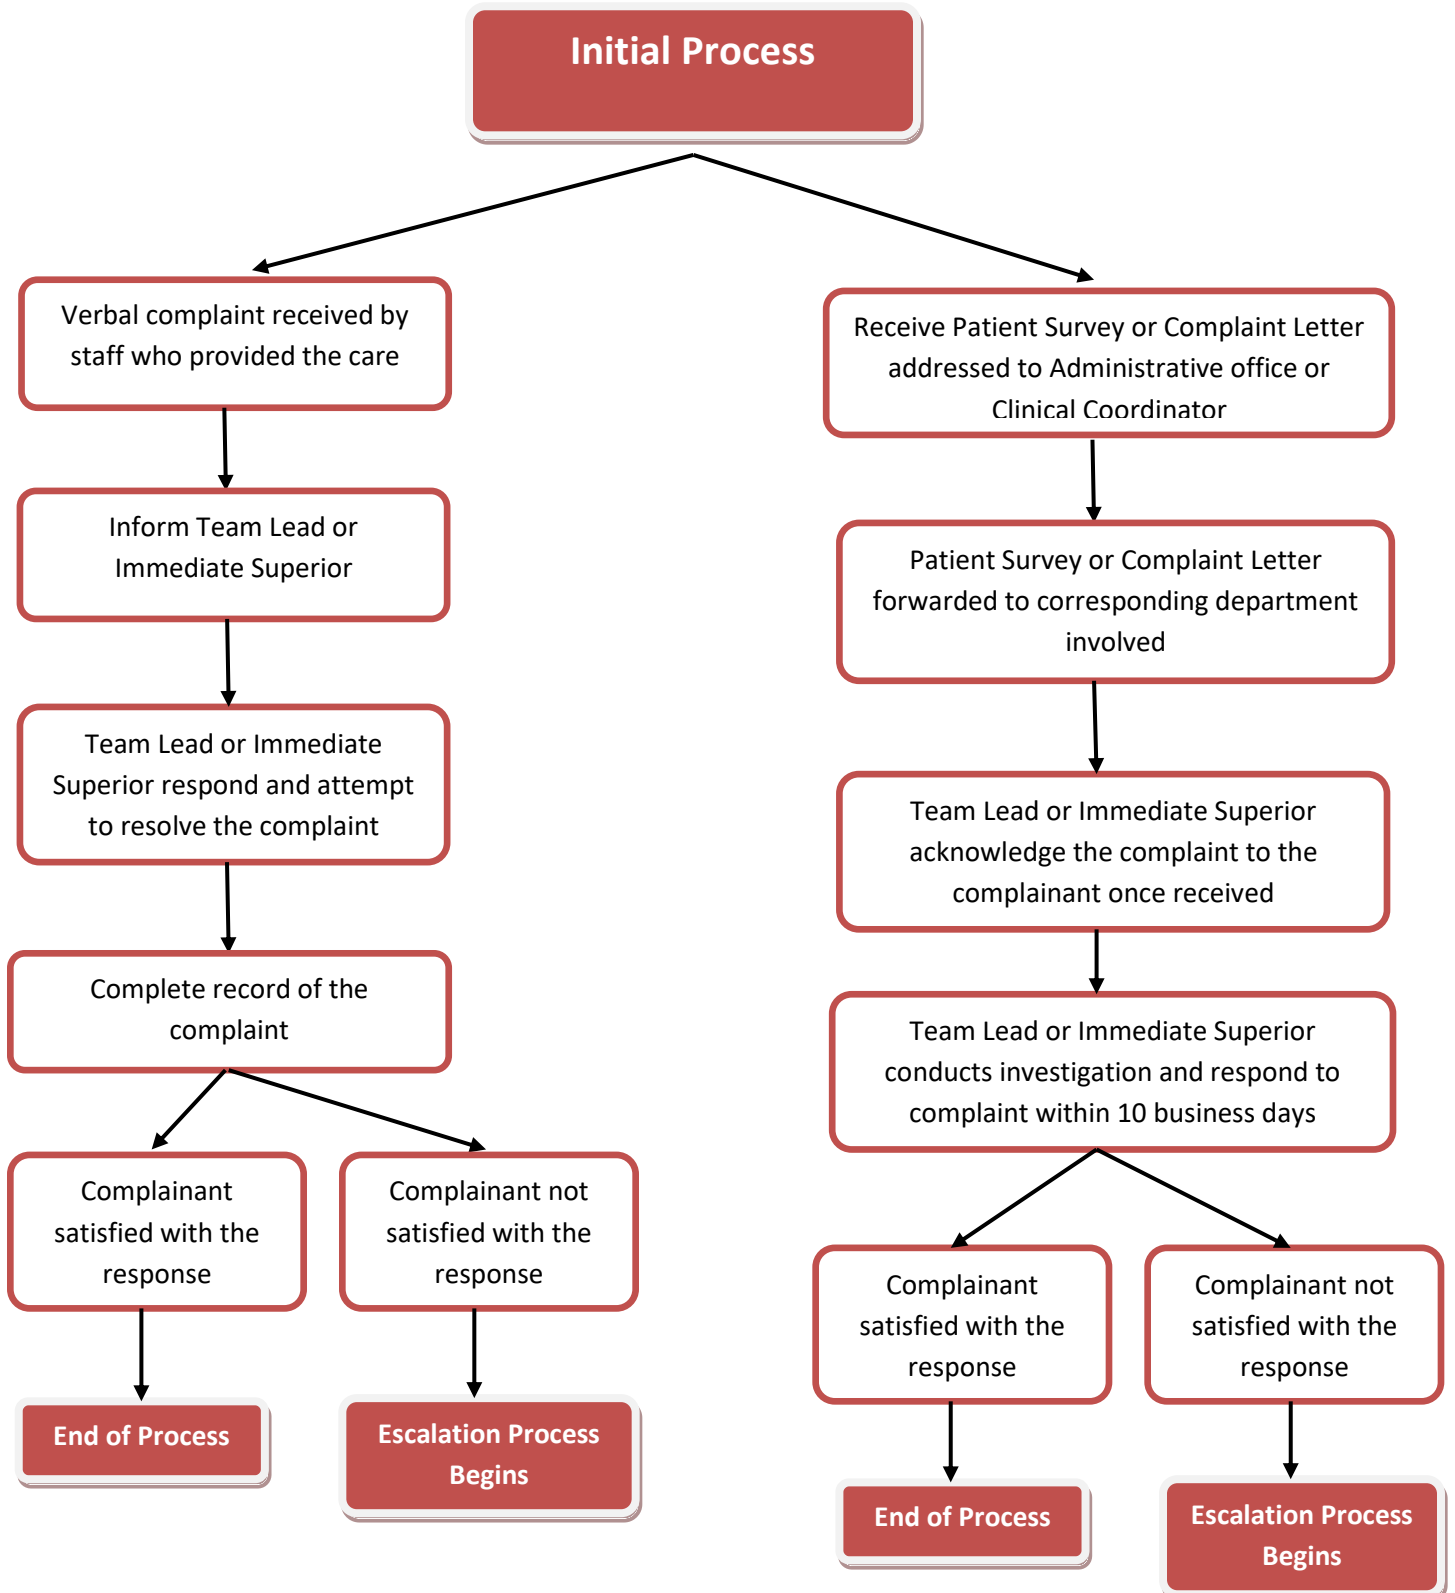 Initial Process
Verbal complaint received by
staff who provided the care
Inform Team Lead or
Immediate Superior
Team Lead or Immediate
Superior respond and attempt
to resolve the complaint
Complete record of the
complaint
Complainant
satisfied with the
response
Complainant not
satisfied with the
response
End of Process
Escalation Process
Begins
Receive Patient Survey or Complaint Letter
addressed to Administrative office or
Clinical Coordinator
Patient Survey or Complaint Letter
forwarded to corresponding department
involved
Team Lead or Immediate Superior
acknowledge the complaint to the
complainant once received
Team Lead or Immediate Superior
conducts investigation and respond to
complaint within 10 business days
Complainant
satisfied with the
response
Complainant not
satisfied with the
response
End of Process
Escalation Process
Begins